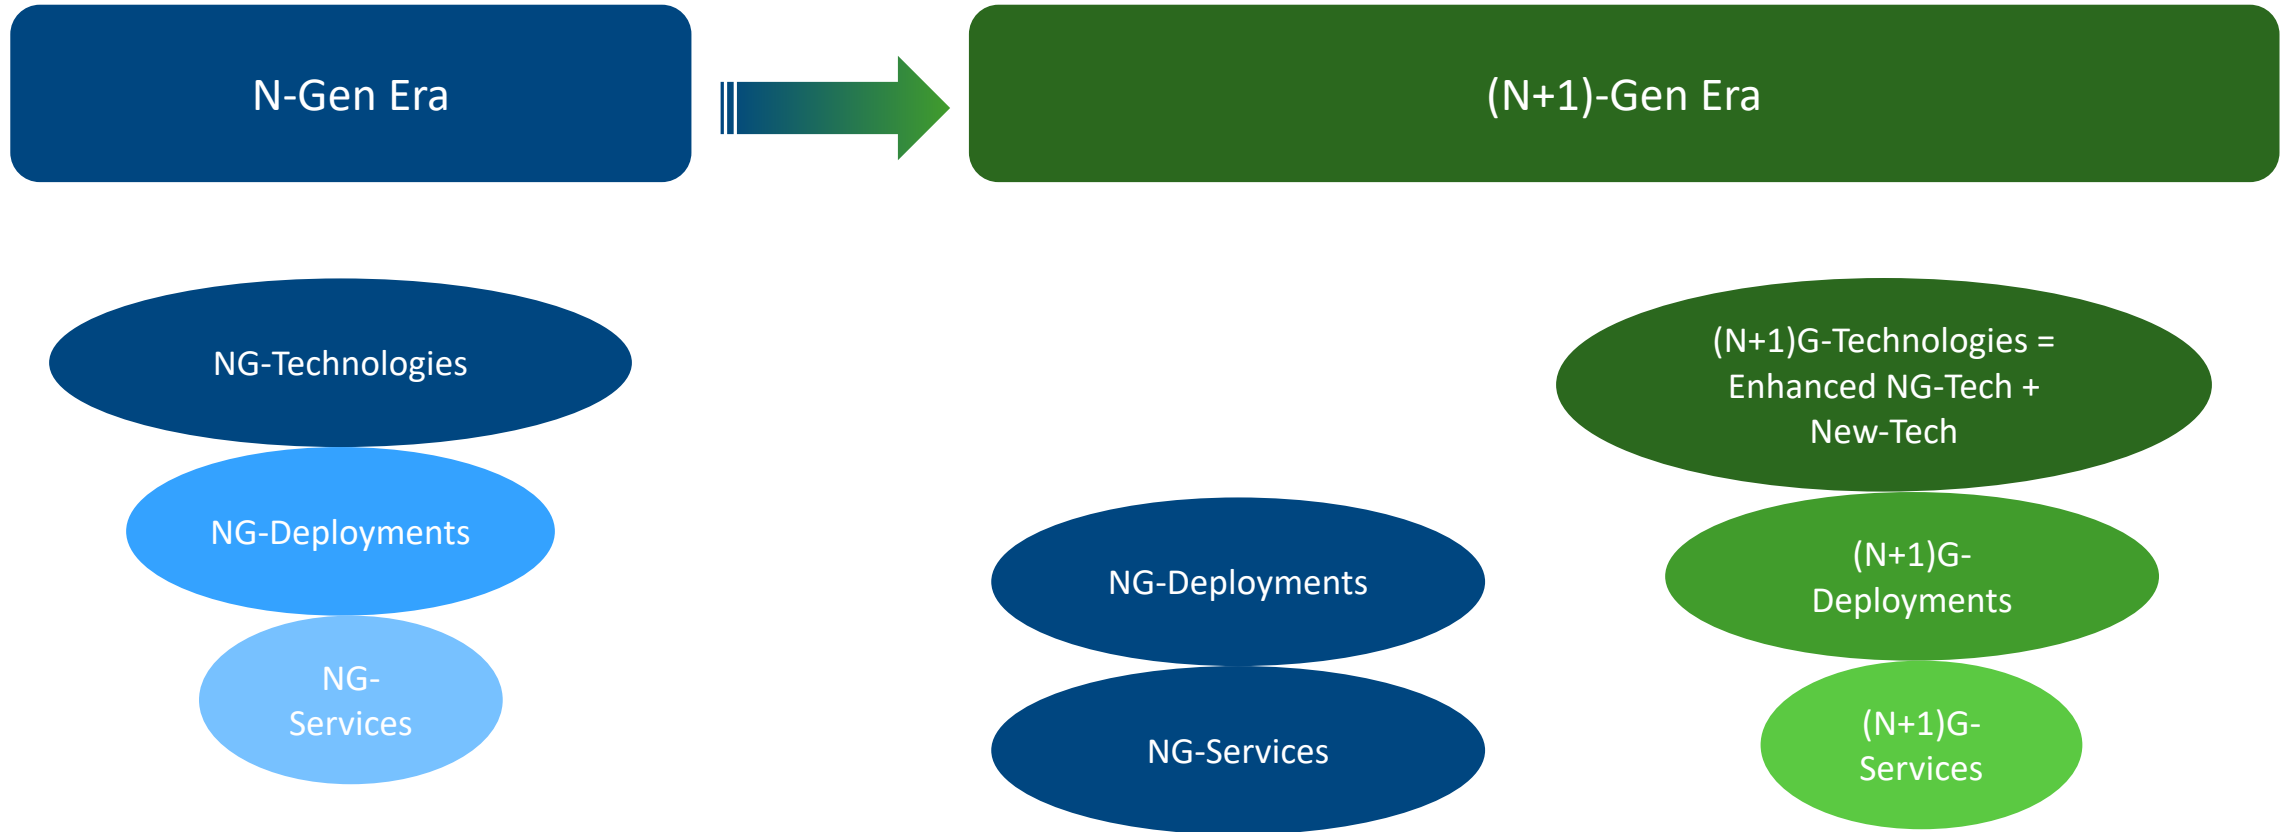 N-Gen Era
(N+1)-Gen Era
NG-Technologies
NG-Deployments
NG-
Services
NG-Deployments
NG-Services
(N+1)G-Technologies =
Enhanced NG-Tech +
New-Tech
(N+1)G-
Deployments
(N+1)G-
Services